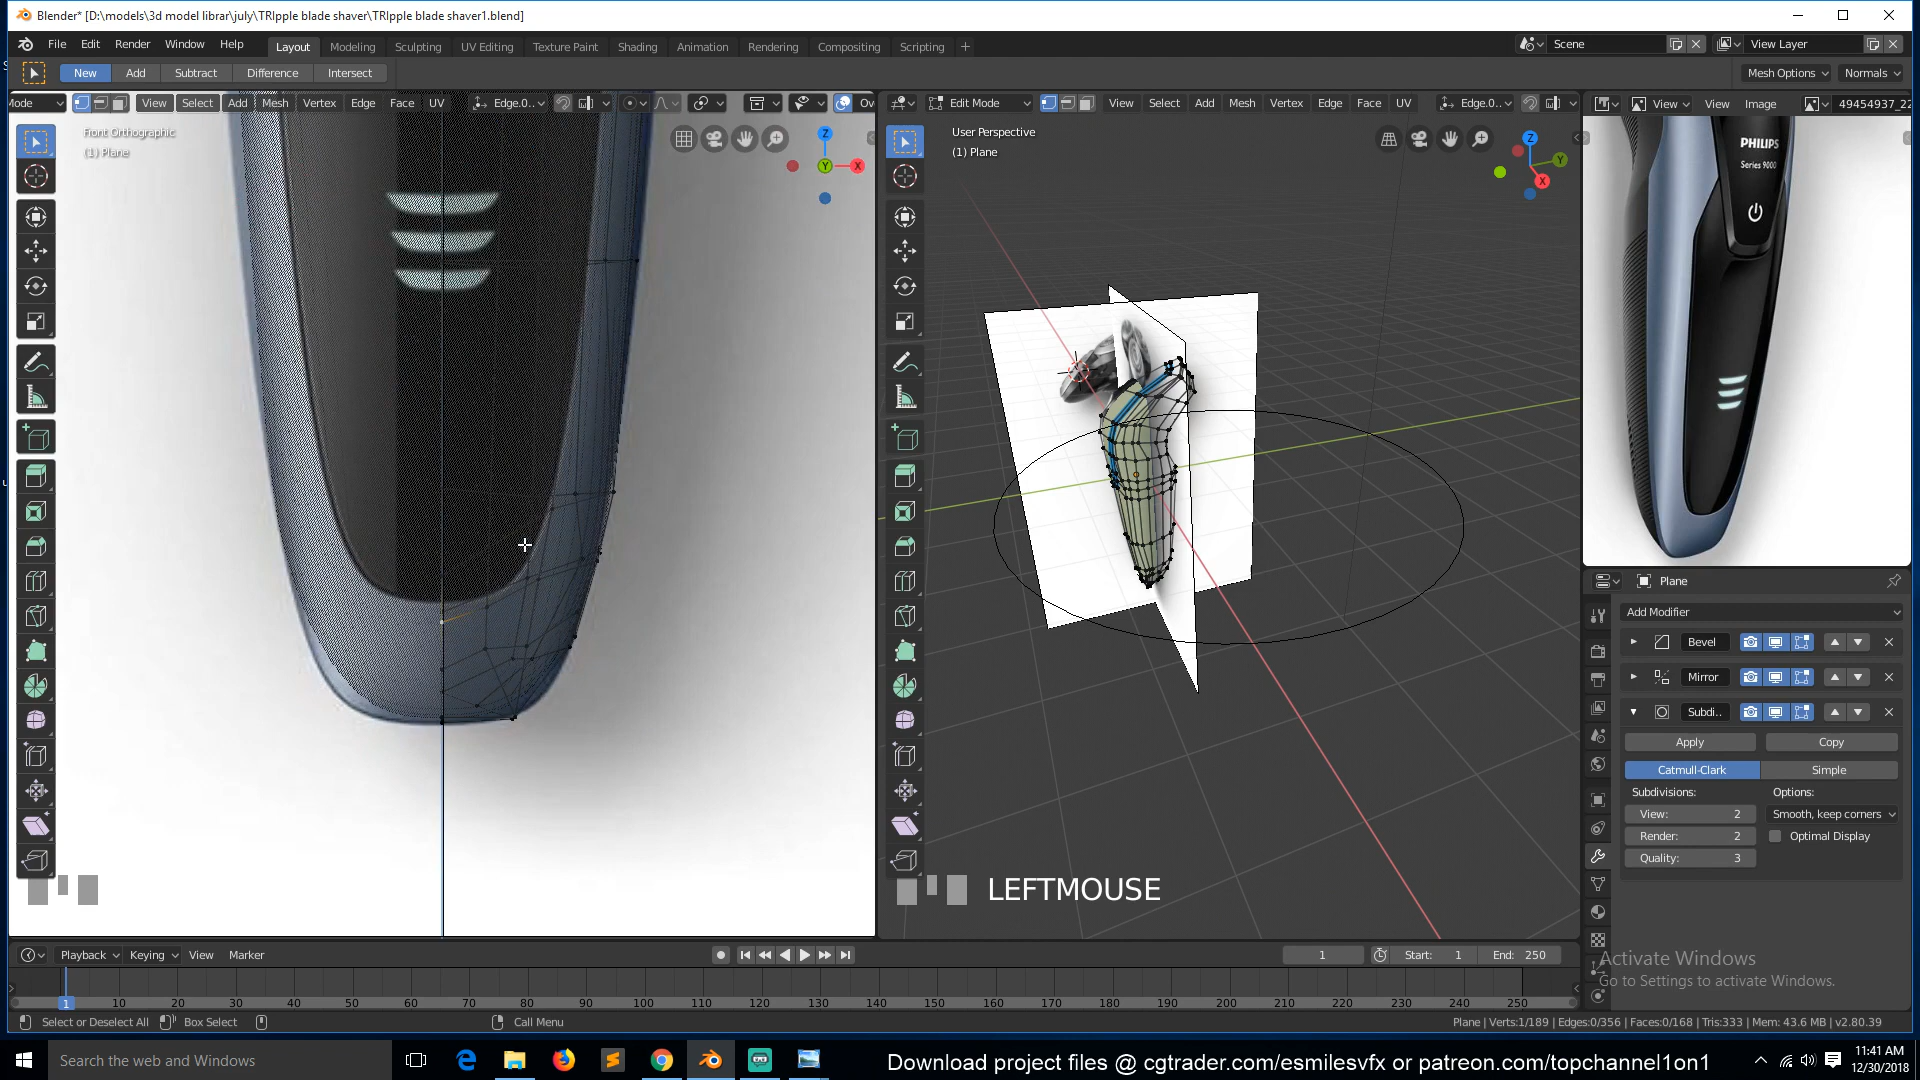 Blender* [D:\models\3d model librar\july\TRIpple blade shaver\TRIpple blade shaver1.blend]
File Edit Render Window Help Layout Modeling Sculpting UV Editing Texture Paint Shading Animation Rendering Compositing Scripting + Scene View Layer
New Add Subtract Difference Intersect Mesh Options Normals
Mode View Select Add Mesh Vertex Edge Face UV Edge.0.. Ov Edit Mode View Select Add Mesh Vertex Edge Face UV Edge.0.. View View Image 49454937_22
Front Orthographic
(1) Plane
User Perspective
(1) Plane
Z
Y
X
Z
Y
X
PHILIPS
Series 9000
Plane
Add Modifier
Bevel
Mirror
Subdi..
Apply Copy
Catmull-Clark Simple
Subdivisions: Options:
View: 2 Smooth, keep corners
Render: 2 Optimal Display
Quality: 3
LEFTMOUSE
Playback Keying View Marker 1 Start: 1 End: 250
1 10 20 30 40 50 60 70 80 90 100 110 120 130 140 150 160 170 180 190 200 210 220 230 240 250
Activate Windows
Go to Settings to activate Windows.
Select or Deselect All Box Select Call Menu Plane | Verts:1/189 | Edges:0/356 | Faces:0/168 | Tris:333 | Mem: 43.6 MB | v2.80.39
Search the web and Windows
Download project files @ cgtrader.com/esmilesvfx or patreon.com/topchannel1on1
11:41 AM
12/30/2018